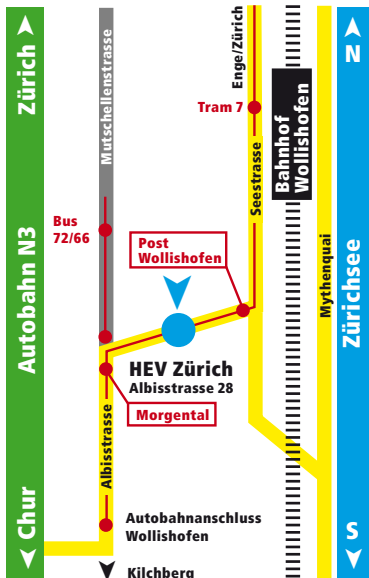 Zürich
Autobahn N3
Chur
Mutschellenstrasse
Enge/Zürich
Tram 7
Seestrasse
Bahnhof
Wollishofen
N
Zürichsee
S
Mythenquai
Bus
72/66
Post
Wollishofen
HEV Zürich
Albisstrasse 28
Morgental
Albisstrasse
Autobahnanschluss
Wollishofen
Kilchberg